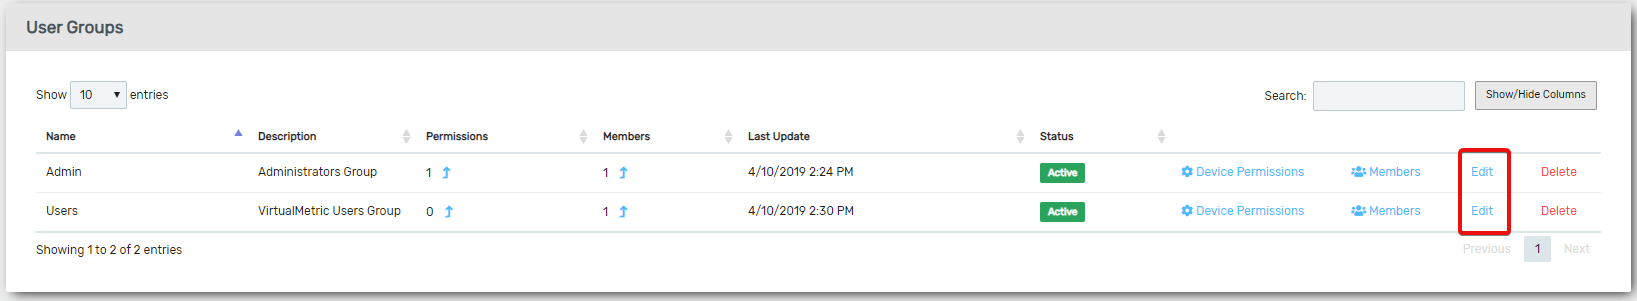 User Groups
Show 10 entries Search: Show/Hide Columns
Name Description Permissions Members Last Update Status
Admin Administrators Group 1 1 4/10/2019 2:24 PM Active Device Permissions Members Edit Delete
Users VirtualMetric Users Group 0 1 4/10/2019 2:30 PM Active Device Permissions Members Edit Delete
Showing 1 to 2 of 2 entries Previous 1 Next